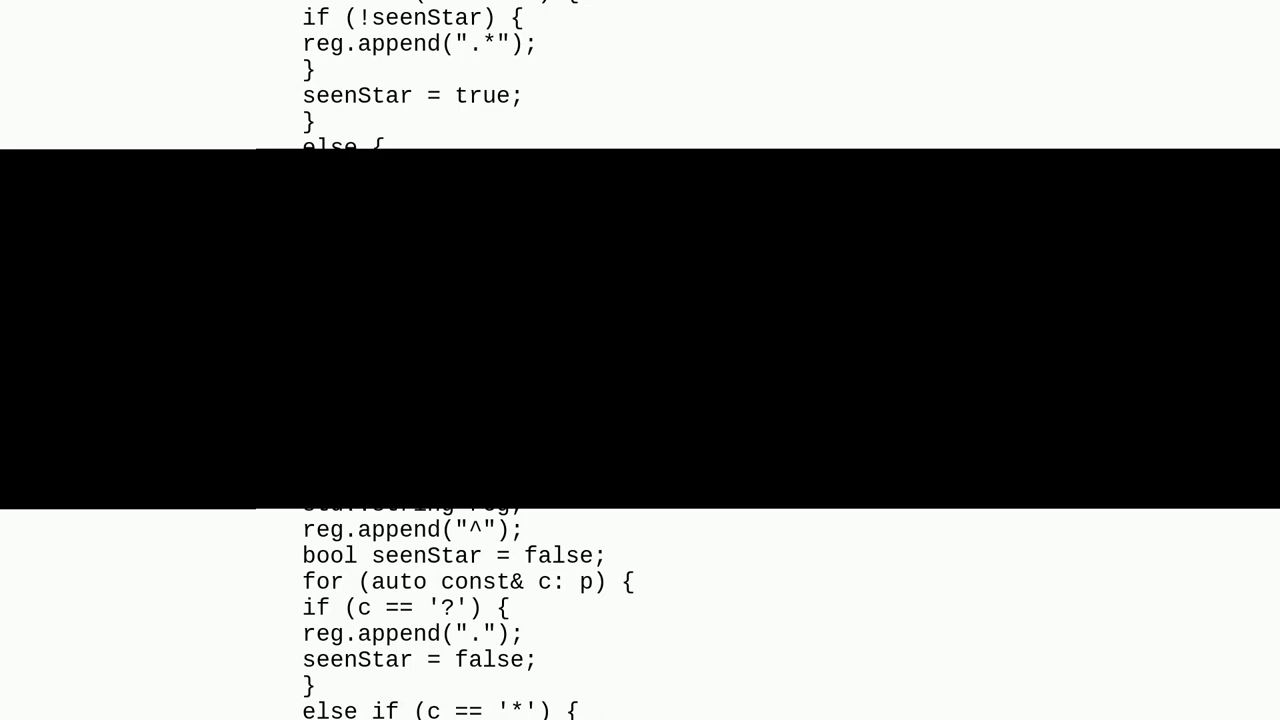 if (!seenStar) {
reg.append(".*");
}
seenStar = true;
}
else {
reg.append("^");
bool seenStar = false;
for (auto const& c: p) {
if (c == '?') {
reg.append(".");
seenStar = false;
}
else if (c == '*') {